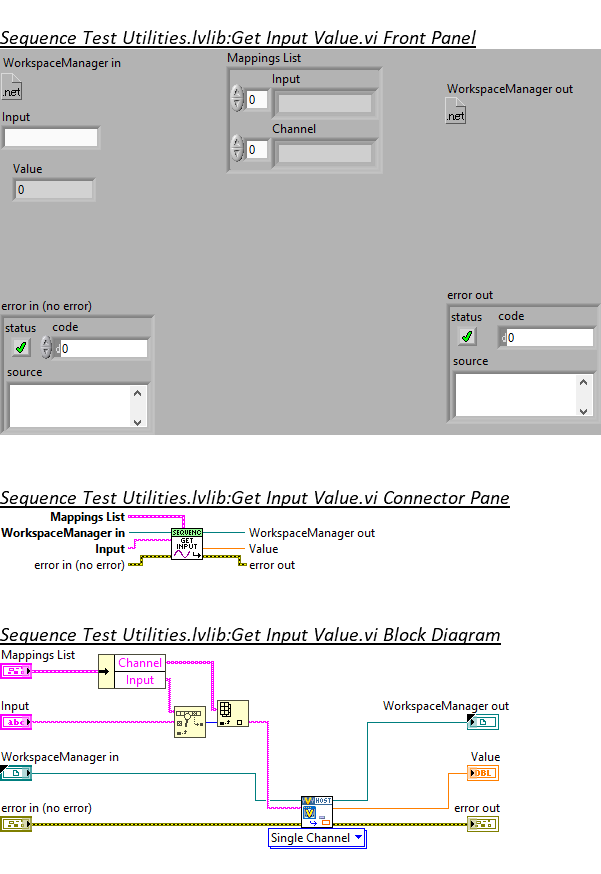 Sequence Test Utilities.lvlib:Get Input Value.vi Front Panel
WorkspaceManager in
.net
Input
Value
0
Mappings List
Input
0
Channel
0
WorkspaceManager out
.net
error in (no error)
status code
0
source
error out
status code
0
source
Sequence Test Utilities.lvlib:Get Input Value.vi Connector Pane
Mappings List
WorkspaceManager in
Input
error in (no error)
SEQUENC
GET
INPUT
WorkspaceManager out
Value
error out
Sequence Test Utilities.lvlib:Get Input Value.vi Block Diagram
Mappings List
Channel
Input
Input
abc
WorkspaceManager out
WorkspaceManager in
Value
DBL
HOST
error in (no error)
error out
Single Channel